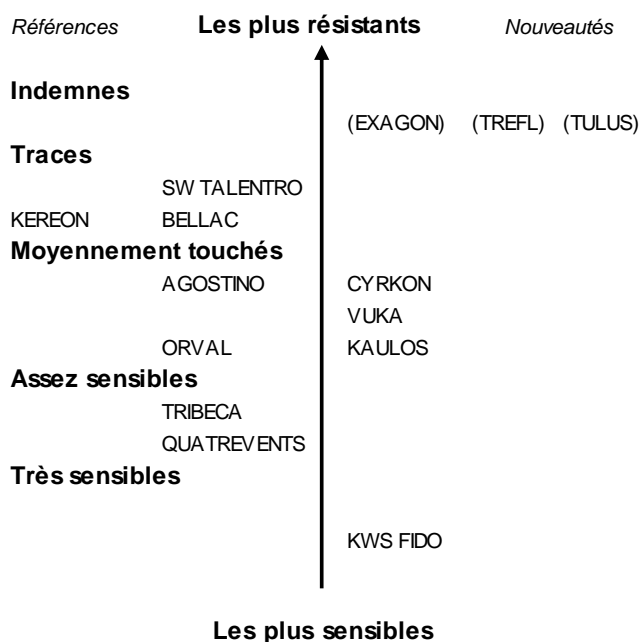 Références Les plus résistants Nouveautés
Indemnes
(EXAGON) (TREFL) (TULUS)
Traces
SW TALENTRO
KEREON BELLAC
Moyennement touchés
AGOSTINO CYRKON
VUKA
ORVAL KAULOS
Assez sensibles
TRIBECA
QUATREVENTS
Très sensibles
KWS FIDO
Les plus sensibles